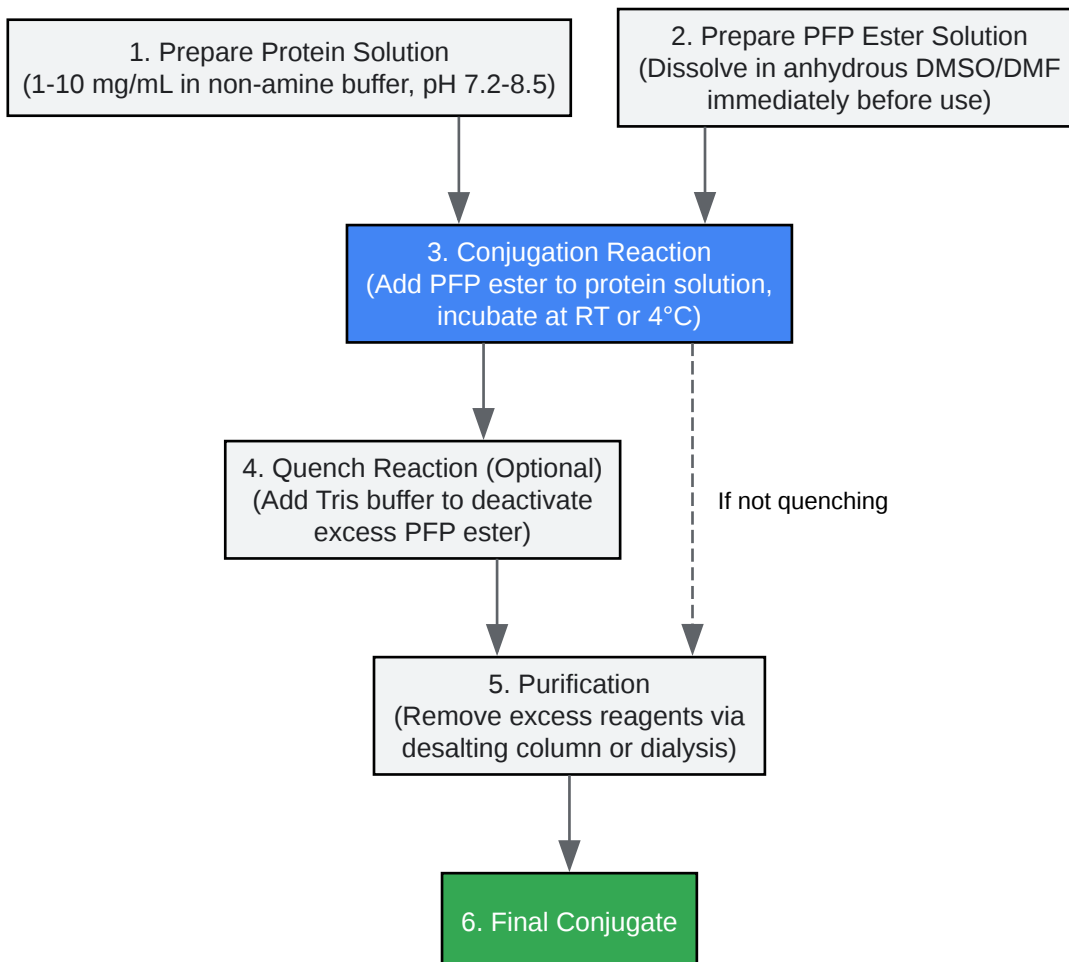 1. Prepare Protein Solution
(1-10 mg/mL in non-amine buffer, pH 7.2-8.5)
2. Prepare PFP Ester Solution
(Dissolve in anhydrous DMSO/DMF
immediately before use)
3. Conjugation Reaction
(Add PFP ester to protein solution,
incubate at RT or 4°C)
4. Quench Reaction (Optional)
(Add Tris buffer to deactivate
excess PFP ester)
If not quenching
5. Purification
(Remove excess reagents via
desalting column or dialysis)
6. Final Conjugate